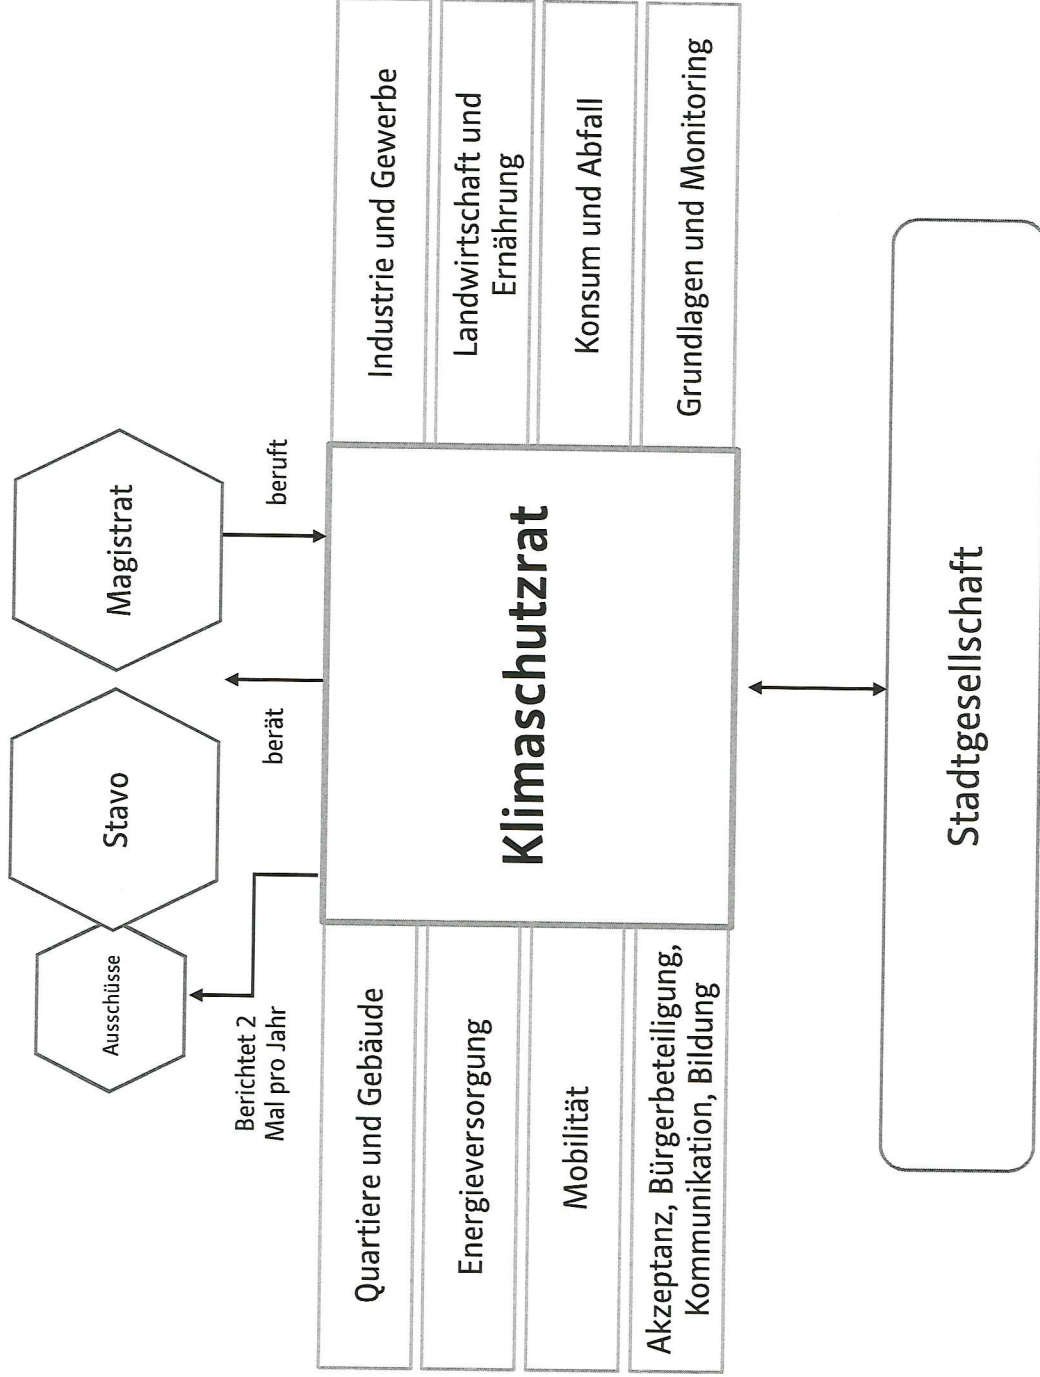 Ausschüsse
Stavo
Magistrat
Berichtet 2
Mal pro Jahr
berät
beruft
Quartiere und Gebäude
Energieversorgung
Mobilität
Akzeptanz, Bürgerbeteiligung,
Kommunikation, Bildung
Klimaschutzrat
Industrie und Gewerbe
Landwirtschaft und
Ernährung
Konsum und Abfall
Grundlagen und Monitoring
Stadtgesellschaft